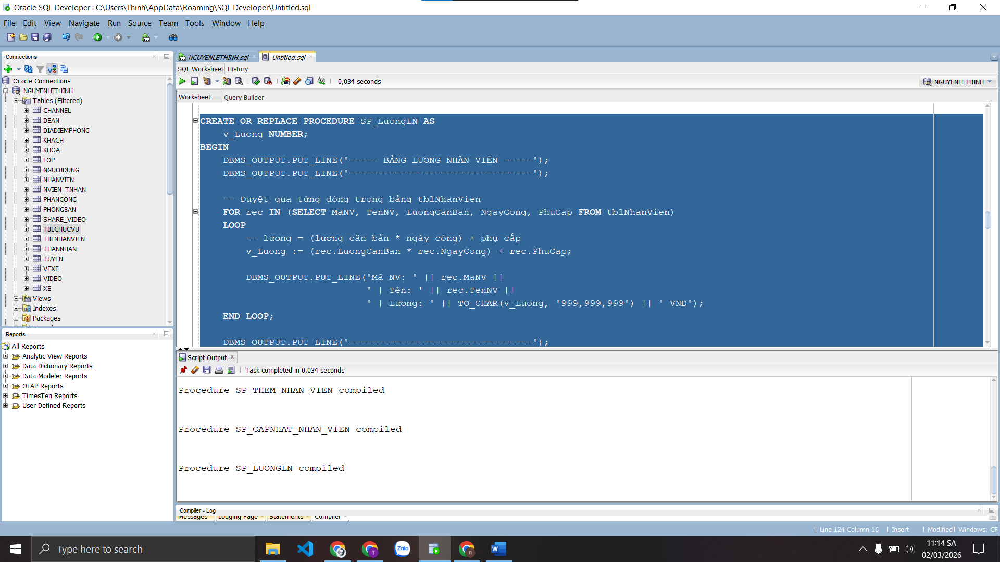 Oracle SQL Developer : C:\Users\Thinh\AppData\Roaming\SQL Developer\Untitled.sql
File Edit View Navigate Run Source Team Tools Window Help
Connections
Oracle Connections
NGUYENLETHINH
Tables (Filtered)
CHANNEL
DEAN
DIADIEMPHONG
KHACH
KHOA
LOP
NGUOIDUNG
NHANVIEN
NVIEN_TNHAN
PHANCONG
PHONGBAN
SHARE_VIDEO
TBLCHUCVU
TBLNHANVIEN
THANNHAN
TUYEN
VEXE
VIDEO
XE
Views
Indexes
Packages
Reports
All Reports
Analytic View Reports
Data Dictionary Reports
Data Modeler Reports
OLAP Reports
TimesTen Reports
User Defined Reports
NGUYENLETHINH.sql Untitled.sql
SQL Worksheet History
0,034 seconds
NGUYENLETHINH
Worksheet Query Builder
CREATE OR REPLACE PROCEDURE SP_LuongLN AS
v_Luong NUMBER;
BEGIN
DBMS_OUTPUT.PUT_LINE('----- BẢNG LƯƠNG NHÂN VIÊN -----');
DBMS_OUTPUT.PUT_LINE('--------------------------------');
-- Duyệt qua từng dòng trong bảng tblNhanVien
FOR rec IN (SELECT MaNV, TenNV, LuongCanBan, NgayCong, PhuCap FROM tblNhanVien)
LOOP
-- lương = (lương căn bản * ngày công) + phụ cấp
v_Luong := (rec.LuongCanBan * rec.NgayCong) + rec.PhuCap;
DBMS_OUTPUT.PUT_LINE('Mã NV: ' || rec.MaNV ||
' | Tên: ' || rec.TenNV ||
' | Lương: ' || TO_CHAR(v_Luong, '999,999,999') || ' VNĐ');
END LOOP;
DBMS_OUTPUT.PUT_LINE('--------------------------------');
Script Output
Task completed in 0,034 seconds
Procedure SP_THEM_NHAN_VIEN compiled
Procedure SP_CAPNHAT_NHAN_VIEN compiled
Procedure SP_LUONGLN compiled
Compiler - Log
Messages Logging Page Statements Compiler
Line 124 Column 16 Insert Modified Windows: CR
Type here to search
Zalo
11:14 SA
02/03/2026